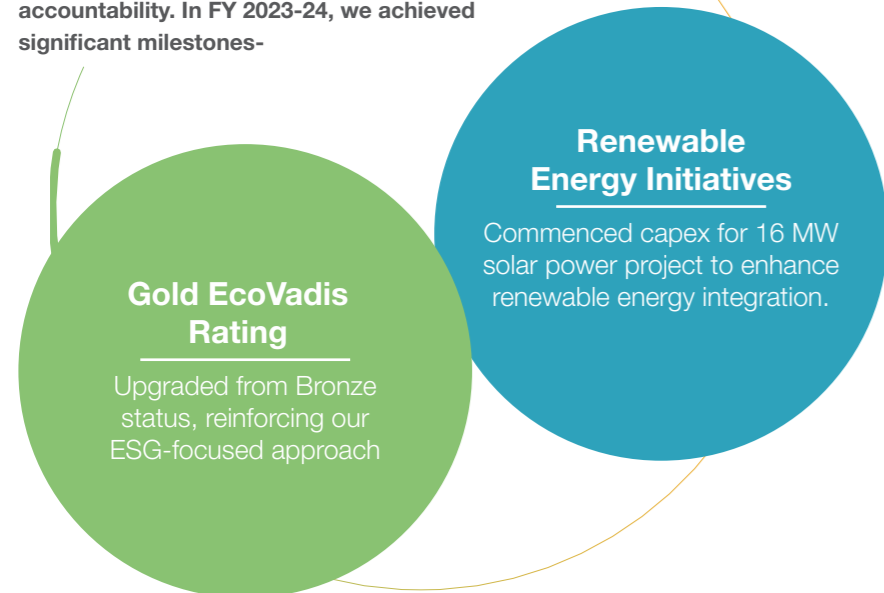 accountability. In FY 2023-24, we achieved
significant milestones-
Gold EcoVadis
Rating
Upgraded from Bronze
status, reinforcing our
ESG-focused approach
Renewable
Energy Initiatives
Commenced capex for 16 MW
solar power project to enhance
renewable energy integration.